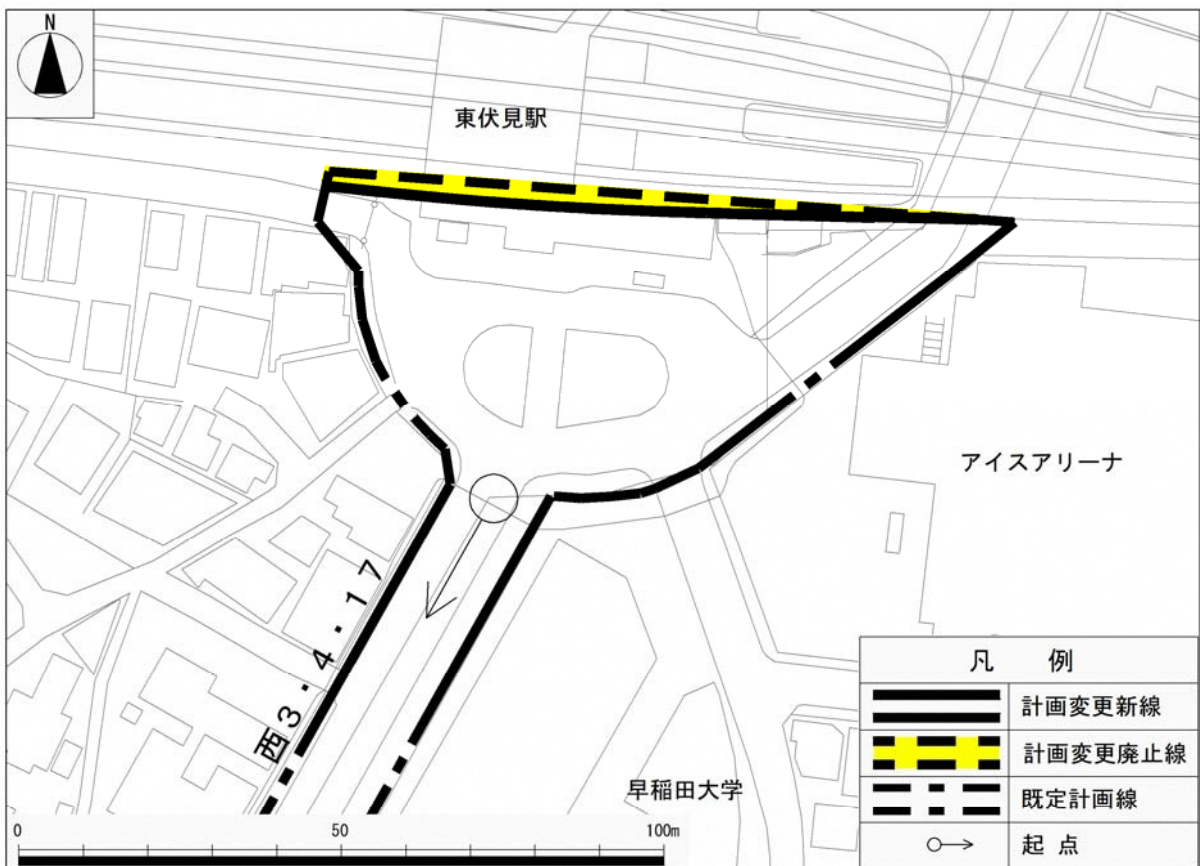 N
東伏見駅
アイスアリーナ
西3・4・17
早稲田大学
0 50 100m
凡 例
計画変更新線
計画変更廃止線
既定計画線
起 点